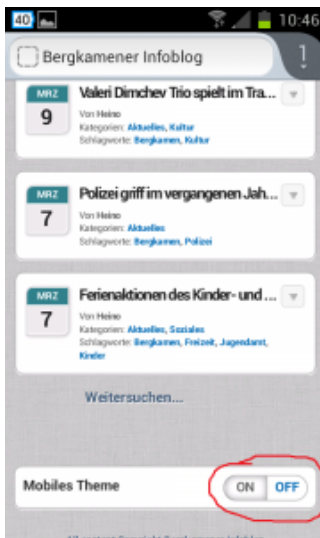 40
10:46
Bergkamener Infoblog
1
MRZ
9
Valeri Dimchev Trio spielt im Tra...
Von Heino
Kategorien: Aktuelles, Kultur
Schlagworte: Bergkamen, Kultur
MRZ
7
Polizei griff im vergangenen Jah...
Von Heino
Kategorien: Aktuelles
Schlagworte: Bergkamen, Polizei
MRZ
7
Ferienaktionen des Kinder- und ...
Von Heino
Kategorien: Aktuelles, Soziales
Schlagworte: Bergkamen, Freizeit, Jugendamt,
Kinder
Weitersuchen...
Mobiles Theme
ON OFF